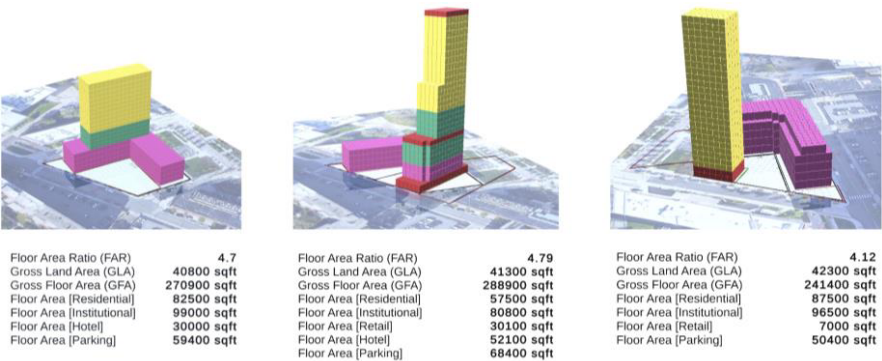 Floor Area Ratio (FAR) 4.7
Gross Land Area (GLA) 40800 sqft
Gross Floor Area (GFA) 270900 sqft
Floor Area [Residential] 82500 sqft
Floor Area [Institutional] 99000 sqft
Floor Area [Hotel] 30000 sqft
Floor Area [Parking] 59400 sqft
Floor Area Ratio (FAR) 4.79
Gross Land Area (GLA) 41300 sqft
Gross Floor Area (GFA) 288900 sqft
Floor Area [Residential] 57500 sqft
Floor Area [Institutional] 80800 sqft
Floor Area [Retail] 30100 sqft
Floor Area [Hotel] 52100 sqft
Floor Area [Parking] 68400 sqft
Floor Area Ratio (FAR) 4.12
Gross Land Area (GLA) 42300 sqft
Gross Floor Area (GFA) 241400 sqft
Floor Area [Residential] 87500 sqft
Floor Area [Institutional] 96500 sqft
Floor Area [Retail] 7000 sqft
Floor Area [Parking] 50400 sqft